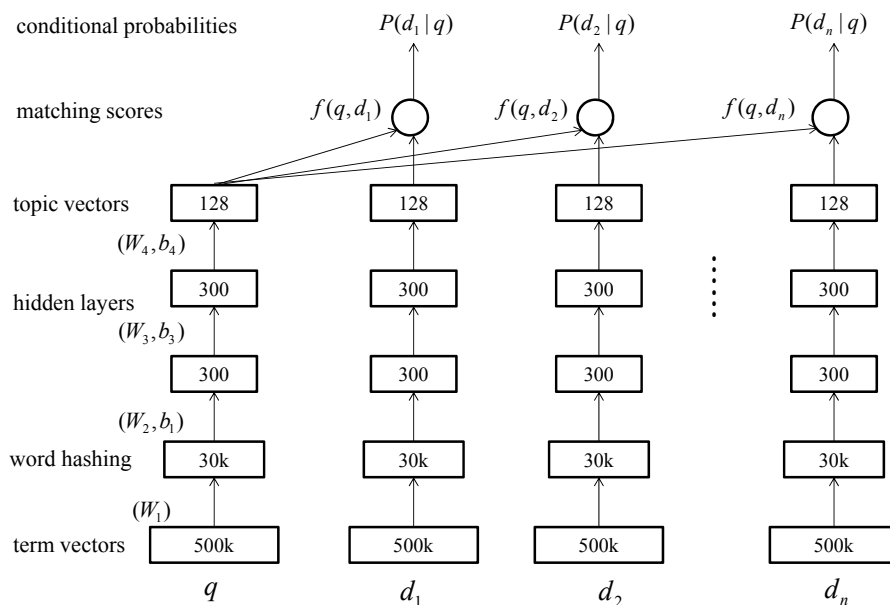 conditional probabilities P(d₁ | q) P(d₂ | q) P(dₙ | q)
matching scores f(q,d₁) f(q,d₂) f(q,dₙ)
topic vectors 128 128 128 128
(W₄,b₄)
hidden layers 300 300 300 300
(W₃,b₃)
300 300 300 300
(W₂,b₁)
word hashing 30k 30k 30k 30k
(W₁)
term vectors 500k 500k 500k 500k
q d₁ d₂ dₙ